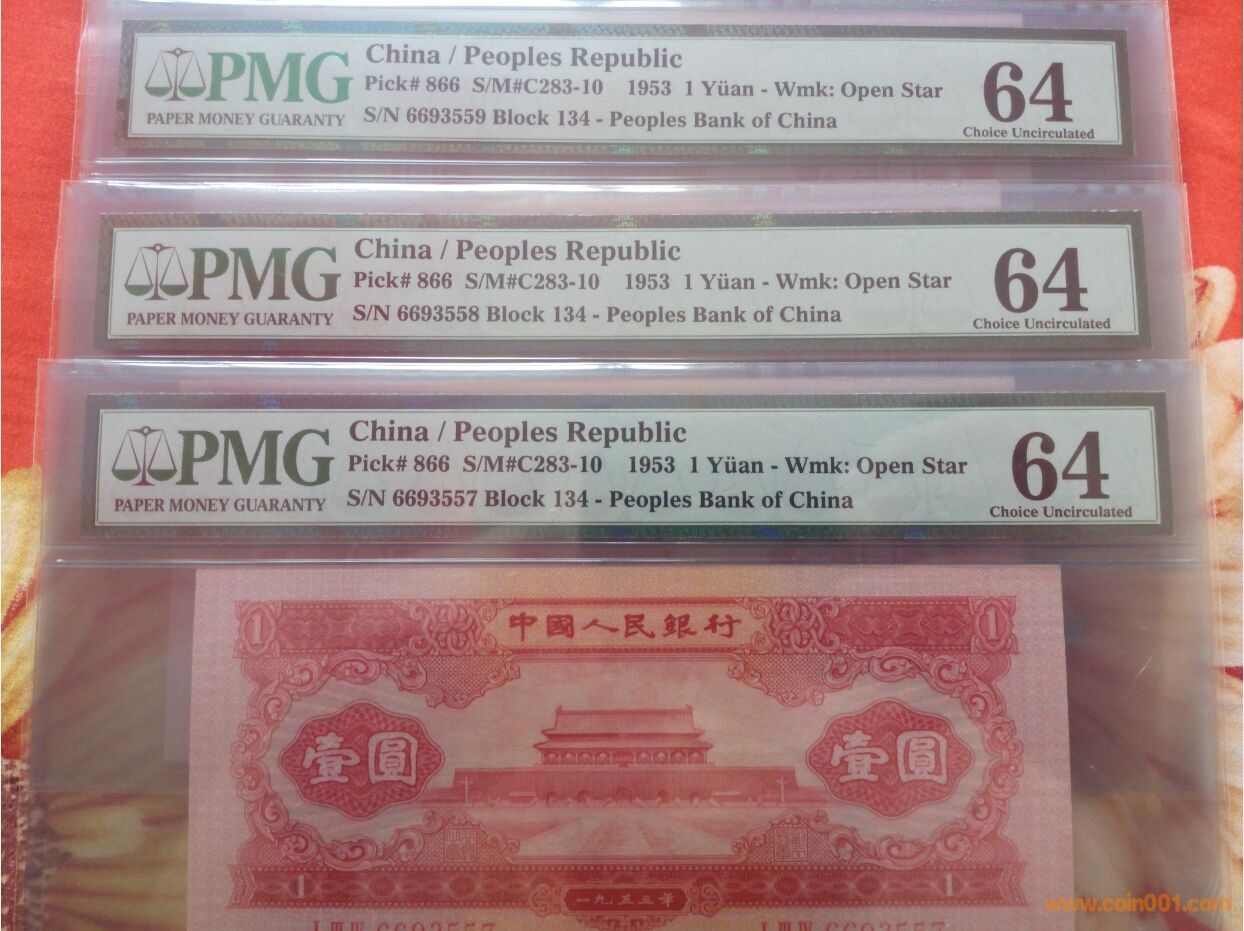 PMG
PAPER MONEY GUARANTY
China / Peoples Republic
Pick# 866 S/M#C283-10 1953 1 Yüan - Wmk: Open Star
S/N 6693559 Block 134 - Peoples Bank of China
64
Choice Uncirculated
PMG
PAPER MONEY GUARANTY
China / Peoples Republic
Pick# 866 S/M#C283-10 1953 1 Yüan - Wmk: Open Star
S/N 6693558 Block 134 - Peoples Bank of China
64
Choice Uncirculated
PMG
PAPER MONEY GUARANTY
China / Peoples Republic
Pick# 866 S/M#C283-10 1953 1 Yüan - Wmk: Open Star
S/N 6693557 Block 134 - Peoples Bank of China
64
Choice Uncirculated
1 中國人民銀行 1
壹圓 壹圓
1 一九五三年 1
6693557 6693557
www.coin001.com